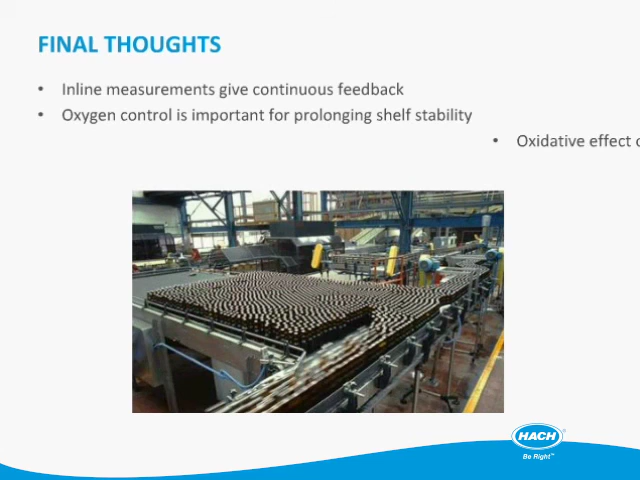 FINAL THOUGHTS
• Inline measurements give continuous feedback
• Oxygen control is important for prolonging shelf stability
• Oxidative effect
HACH®
Be Right™